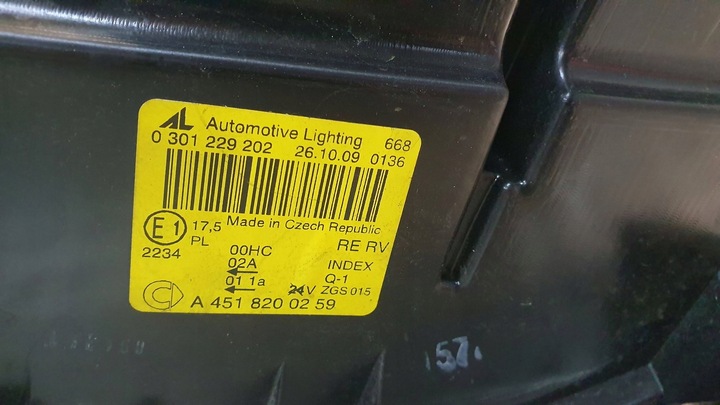 AL Automotive Lighting 668
0 301 229 202 26.10.09 0136
E1 17,5 Made in Czech Republic
PL RE RV
2234 00HC
02A INDEX
01 1a Q-1
24V ZGS 015
A 451 820 02 59
57